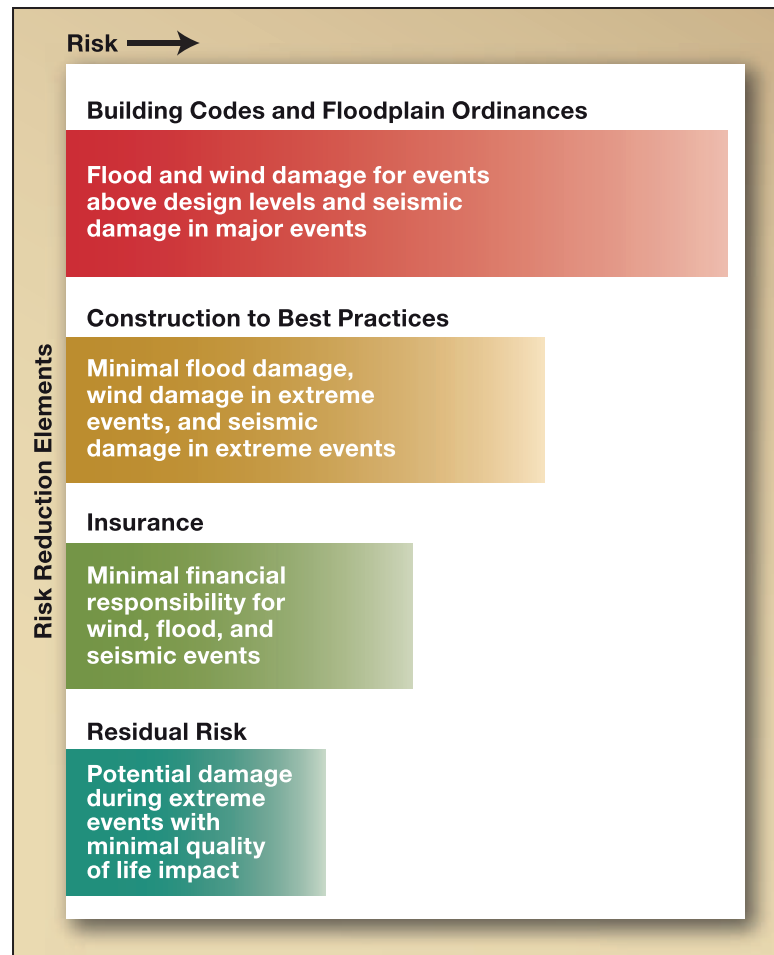 Risk
Building Codes and Floodplain Ordinances
Flood and wind damage for events
above design levels and seismic
damage in major events
Construction to Best Practices
Minimal flood damage,
wind damage in extreme
events, and seismic
damage in extreme events
Insurance
Minimal financial
responsibility for
wind, flood, and
seismic events
Residual Risk
Potential damage
during extreme
events with
minimal quality
of life impact
Risk Reduction Elements